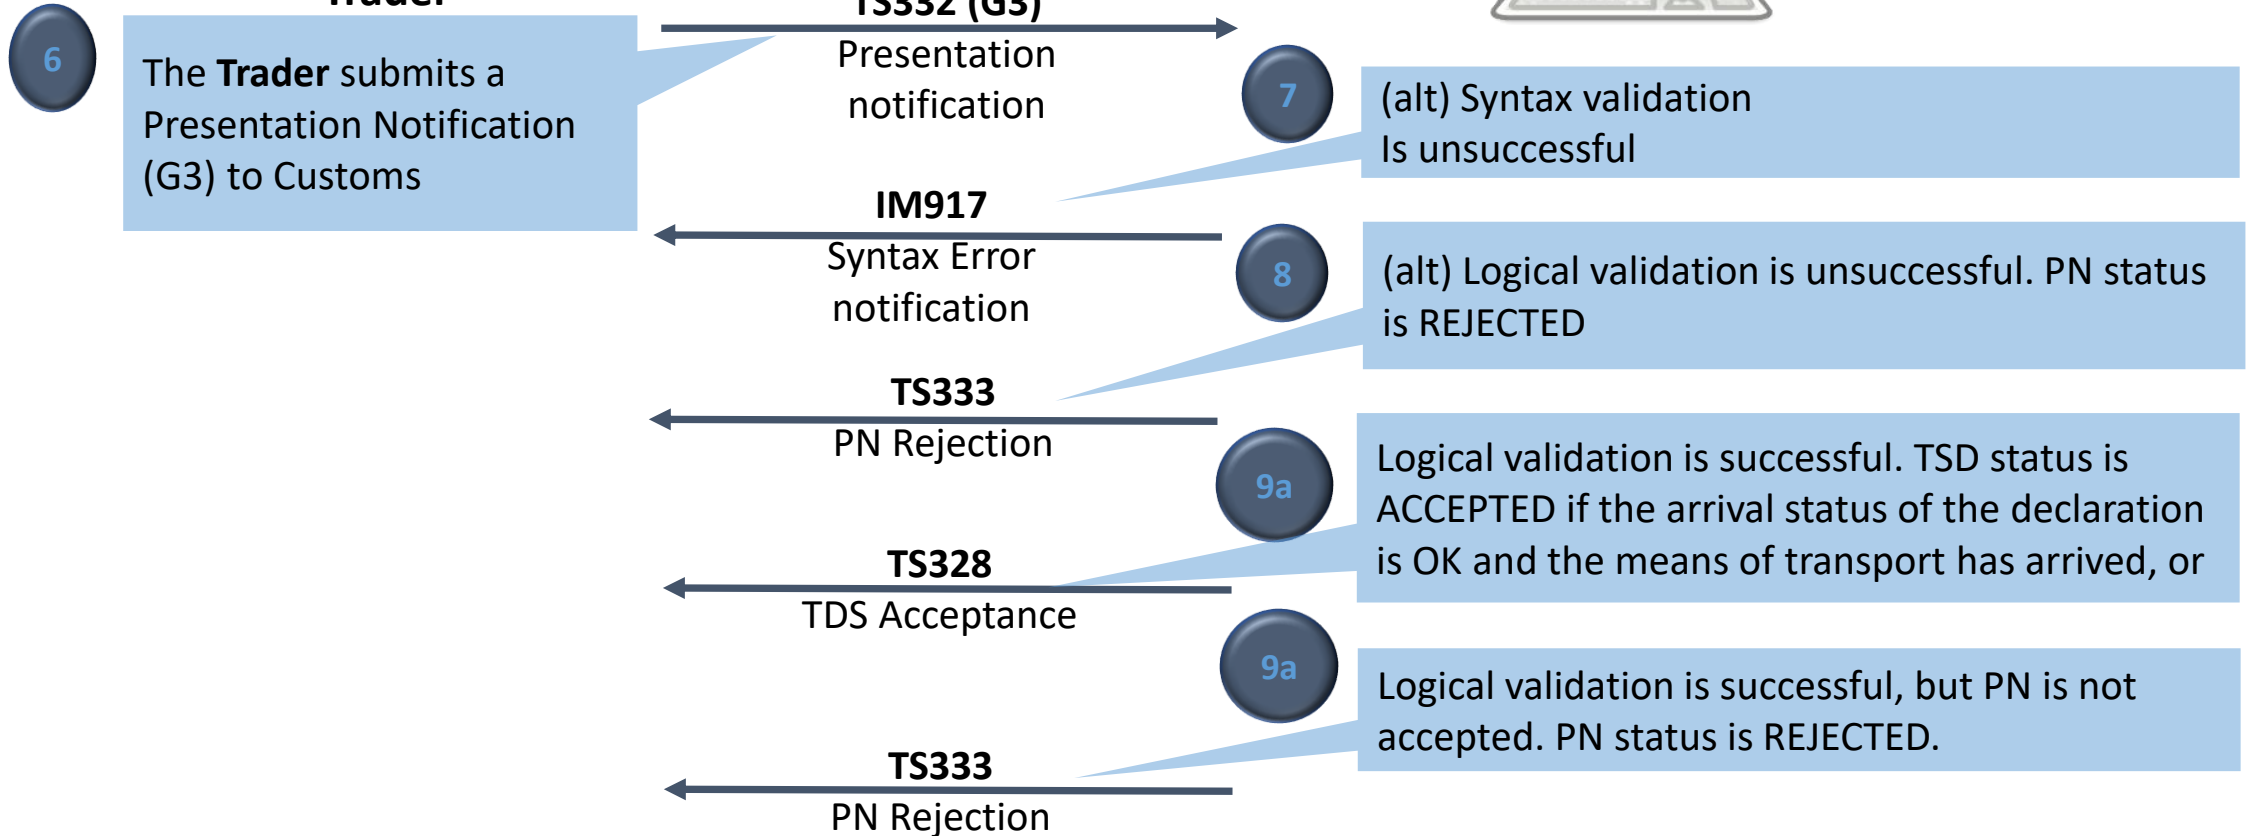 Trader
TS332 (G3)
6
The Trader submits a
Presentation Notification
(G3) to Customs
Presentation
notification
7
(alt) Syntax validation
Is unsuccessful
IM917
Syntax Error
notification
8
(alt) Logical validation is unsuccessful. PN status
is REJECTED
TS333
PN Rejection
9a
Logical validation is successful. TSD status is
ACCEPTED if the arrival status of the declaration
is OK and the means of transport has arrived, or
TS328
TDS Acceptance
9a
Logical validation is successful, but PN is not
accepted. PN status is REJECTED.
TS333
PN Rejection